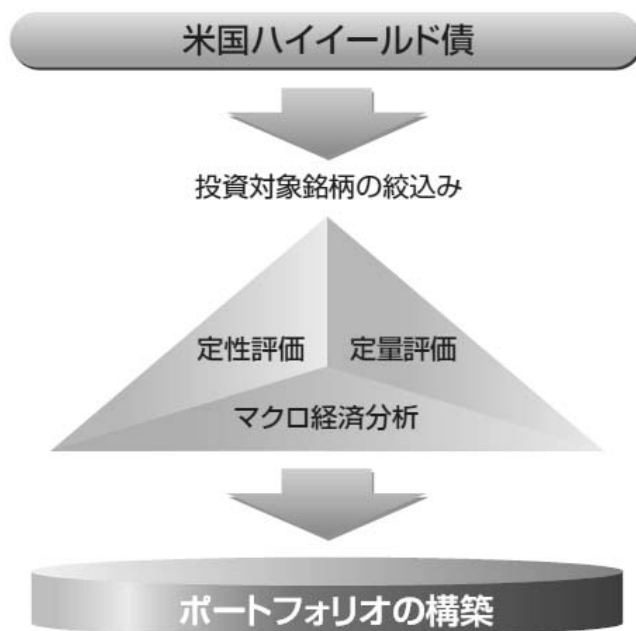 米国ハイイールド債
投資対象銘柄の絞込み
定性評価
定量評価
マクロ経済分析
ポートフォリオの構築